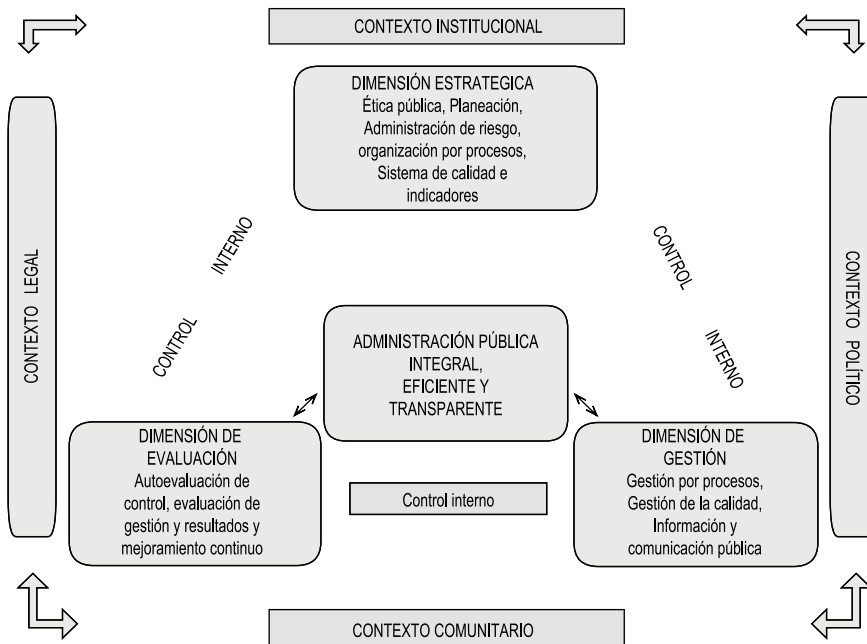 CONTEXTO INSTITUCIONAL
DIMENSIÓN ESTRATEGICA
Ética pública, Planeación,
Administración de riesgo,
organización por procesos,
Sistema de calidad e
indicadores
CONTEXTO LEGAL
CONTROL INTERNO
CONTROL INTERNO
CONTEXTO POLÍTICO
ADMINISTRACIÓN PÚBLICA
INTEGRAL,
EFICIENTE Y
TRANSPARENTE
DIMENSIÓN DE
EVALUACIÓN
Autoevaluación de
control, evaluación de
gestión y resultados y
mejoramiento continuo
Control interno
DIMENSIÓN DE
GESTIÓN
Gestión por procesos,
Gestión de la calidad,
Información y
comunicación pública
CONTEXTO COMUNITARIO